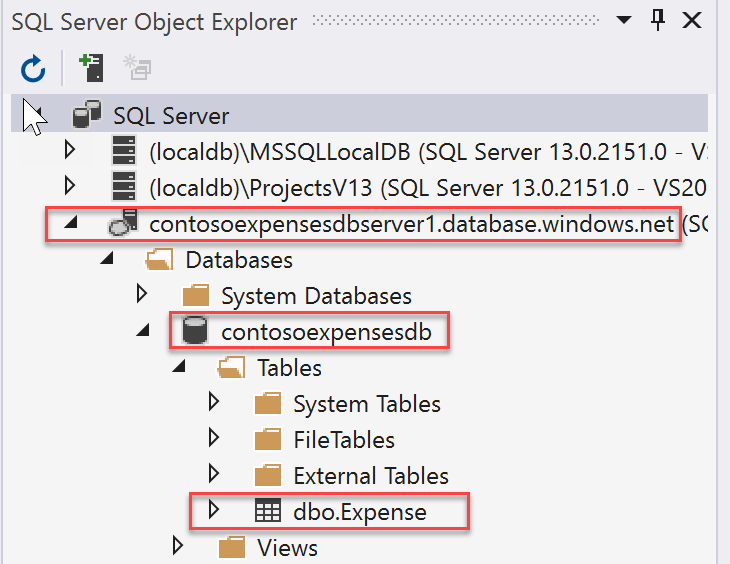 SQL Server Object Explorer
SQL Server
(localdb)\MSSQLLocalDB (SQL Server 13.0.2151.0 - VS
(localdb)\ProjectsV13 (SQL Server 13.0.2151.0 - VS20
contosoexpensesdbserver1.database.windows.net (SQ
Databases
System Databases
contosoexpensesdb
Tables
System Tables
FileTables
External Tables
dbo.Expense
Views